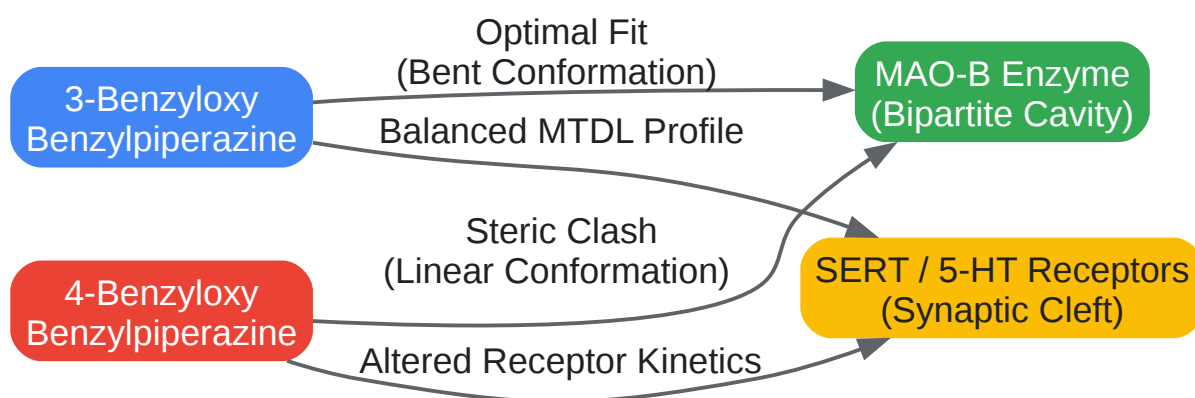 Optimal Fit
(Bent Conformation)
3-Benzyloxy
Benzylpiperazine
MAO-B Enzyme
(Bipartite Cavity)
Balanced MTDL Profile
Steric Clash
(Linear Conformation)
4-Benzyloxy
Benzylpiperazine
SERT / 5-HT Receptors
(Synaptic Cleft)
Altered Receptor Kinetics